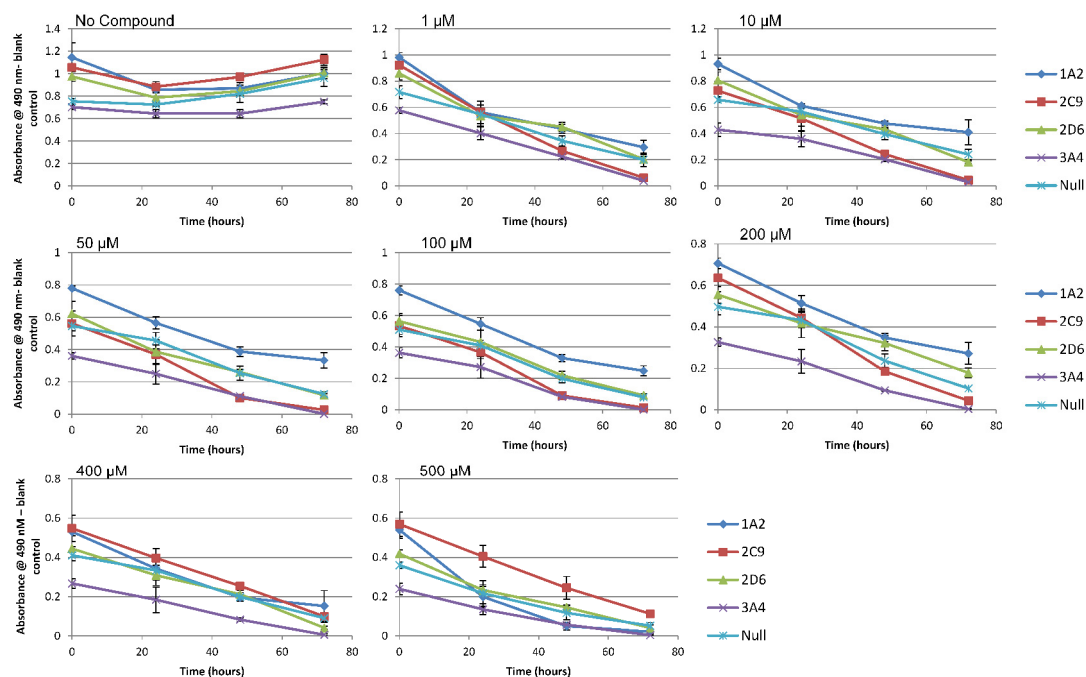 No Compound
1 µM
10 µM
Absorbance @ 490 nm- blank
control
1.4
1.2
1
0.8
0.6
0.4
0.2
0
0 20 40 60 80
Time (hours)
1.2
1
0.8
0.6
0.4
0.2
0
0 20 40 60 80
Time (hours)
1.2
1
0.8
0.6
0.4
0.2
0
0 20 40 60 80
Time (hours)
1A2
2C9
2D6
3A4
Null
50 µM
100 µM
200 µM
Absorbance @ 490 nm- blank
control
1
0.8
0.6
0.4
0.2
0
0 20 40 60 80
Time (hours)
1
0.8
0.6
0.4
0.2
0
0 20 40 60 80
Time (hours)
0.8
0.6
0.4
0.2
0
0 20 40 60 80
Time (hours)
1A2
2C9
2D6
3A4
Null
400 µM
500 µM
Absorbance @ 490 nM – blank
control
0.8
0.6
0.4
0.2
0
0 20 40 60 80
Time (hours)
0.8
0.6
0.4
0.2
0
0 20 40 60 80
Time (hours)
1A2
2C9
2D6
3A4
Null